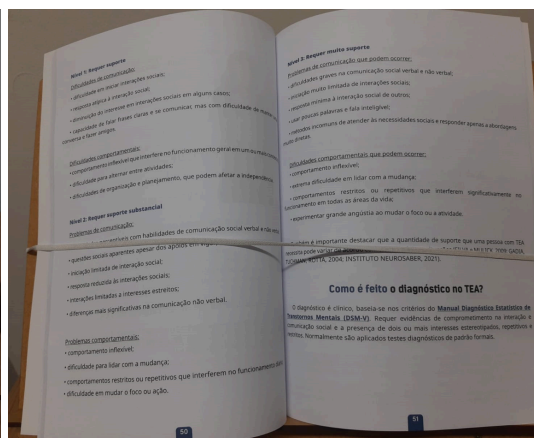 Nível 1: Requer suporte
Dificuldades de comunicação:
• dificuldade em iniciar interações sociais;
• resposta atípica à interação social;
• diminuição do interesse em interações sociais em alguns casos;
• capacidade de falar frases claras e se comunicar, mas com dificuldade de manter
conversa e fazer amigos.
Dificuldades comportamentais:
• comportamento inflexível que interfere no funcionamento geral em um ou mais
• dificuldade para alternar entre atividades;
• dificuldades de organização e planejamento, que podem afetar a independência.
Nível 2: Requer suporte substancial
Problemas de comunicação:
com habilidades de comunicação social verbal e não
• questões sociais aparentes apesar dos apoios em
• iniciação limitada de interação social;
• resposta reduzida às interações sociais;
• interações limitadas a interesses estreitos;
• diferenças mais significativas na comunicação não verbal.
Problemas comportamentais:
• comportamento inflexível;
• dificuldade para lidar com a mudança;
• comportamentos restritos ou repetitivos que interferem no funcionamento
• dificuldade em mudar o foco ou ação.
50
Nível 3: Requer muito suporte
Problemas de comunicação que podem ocorrer:
• dificuldades graves na comunicação social verbal e não verbal;
• iniciação muito limitada de interações sociais;
• resposta mínima à interação social de outros;
• usar poucas palavras e fala inteligível;
• métodos incomuns de atender às necessidades sociais e responder apenas a abordagens
muito diretas.
Dificuldades comportamentais que podem ocorrer:
• comportamento inflexível;
• extrema dificuldade em lidar com a mudança;
• comportamentos restritos ou repetitivos que interferem significativamente no
funcionamento em todas as áreas da vida;
• experimentar grande angústia ao mudar o foco ou a atividade.
também é importante destacar que a quantidade de suporte que uma pessoa com TEA
necessita pode variar
TUCHMAN, ROTTA, 2004; INSTITUTO NEUROSABER, 2021).
Como é feito o diagnóstico no TEA?
O diagnóstico é clínico, baseia-se nos critérios do Manual Diagnóstico Estatístico de
Transtornos Mentais (DSM-V). Requer evidências de comprometimento na interação e
comunicação social e a presença de dois ou mais interesses estereotipados, repetitivos e
restritos. Normalmente são aplicados testes diagnósticos de padrão formais.
51